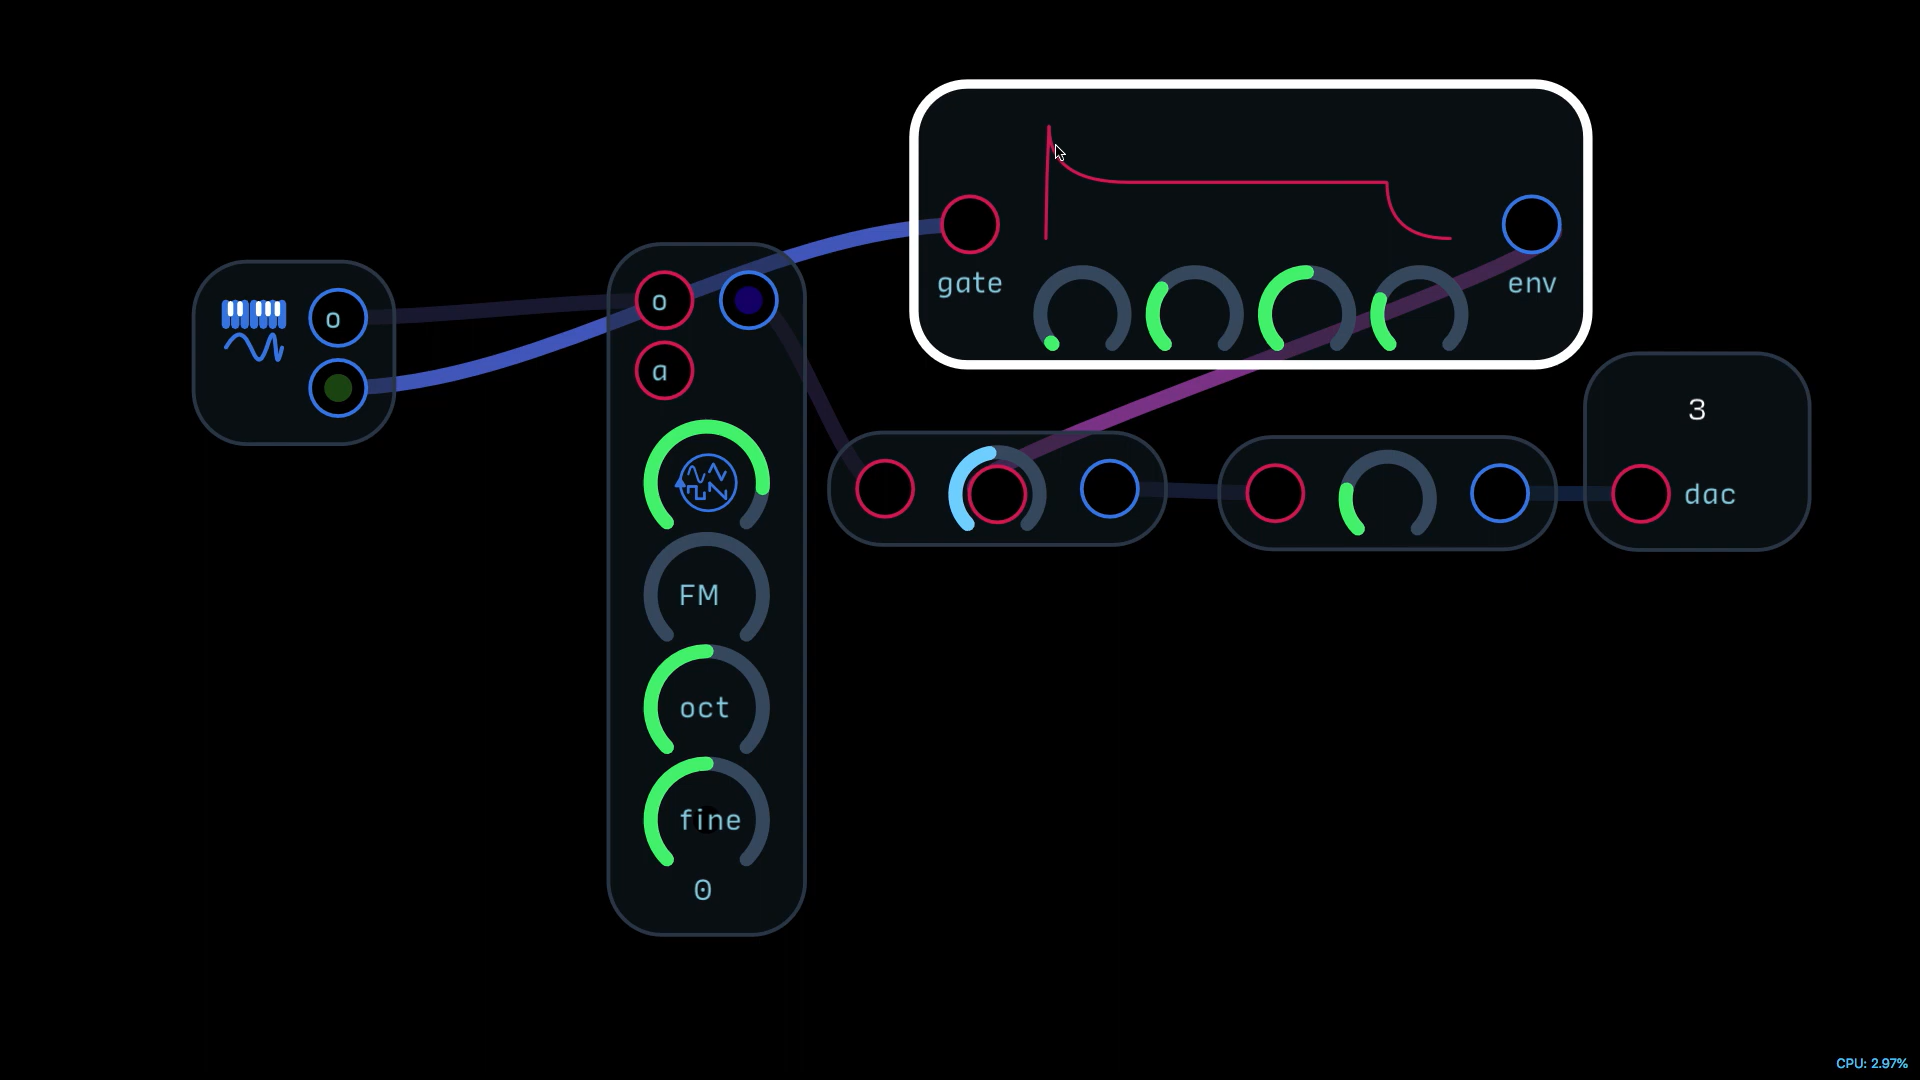 o
o
a
FM
oct
fine
0
gate
env
3
dac
CPU: 2.97%